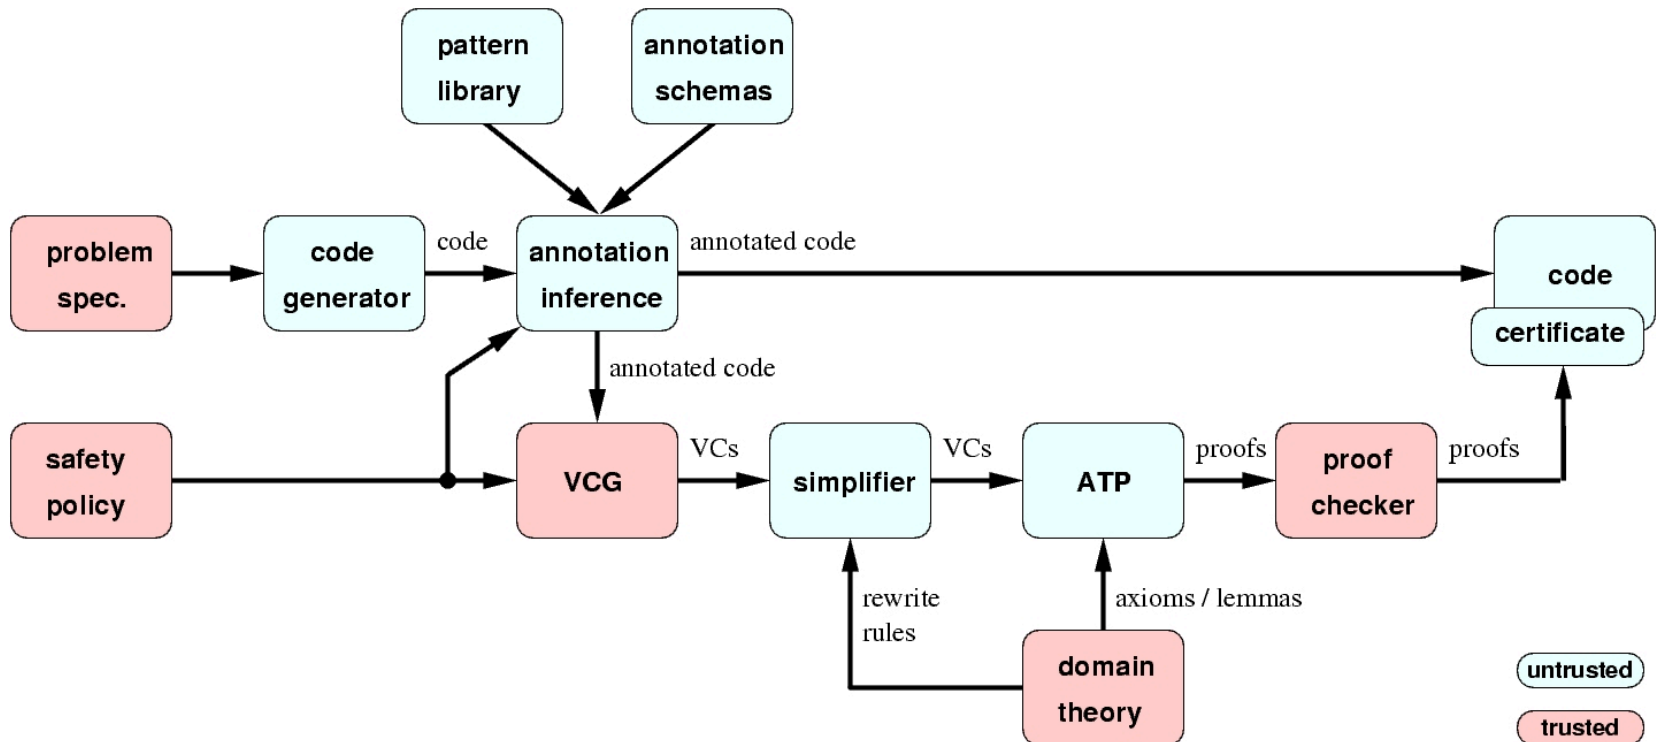 pattern
library
annotation
schemas
problem
spec.
code
generator
code
annotation
inference
annotated code
code
certificate
annotated code
safety
policy
VCG
VCs
simplifier
VCs
ATP
proofs
proof
checker
proofs
rewrite
rules
axioms / lemmas
domain
theory
untrusted
trusted